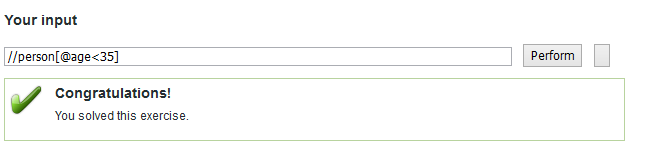 Your input
//person[@age<35]
Perform
Congratulations!
You solved this exercise.